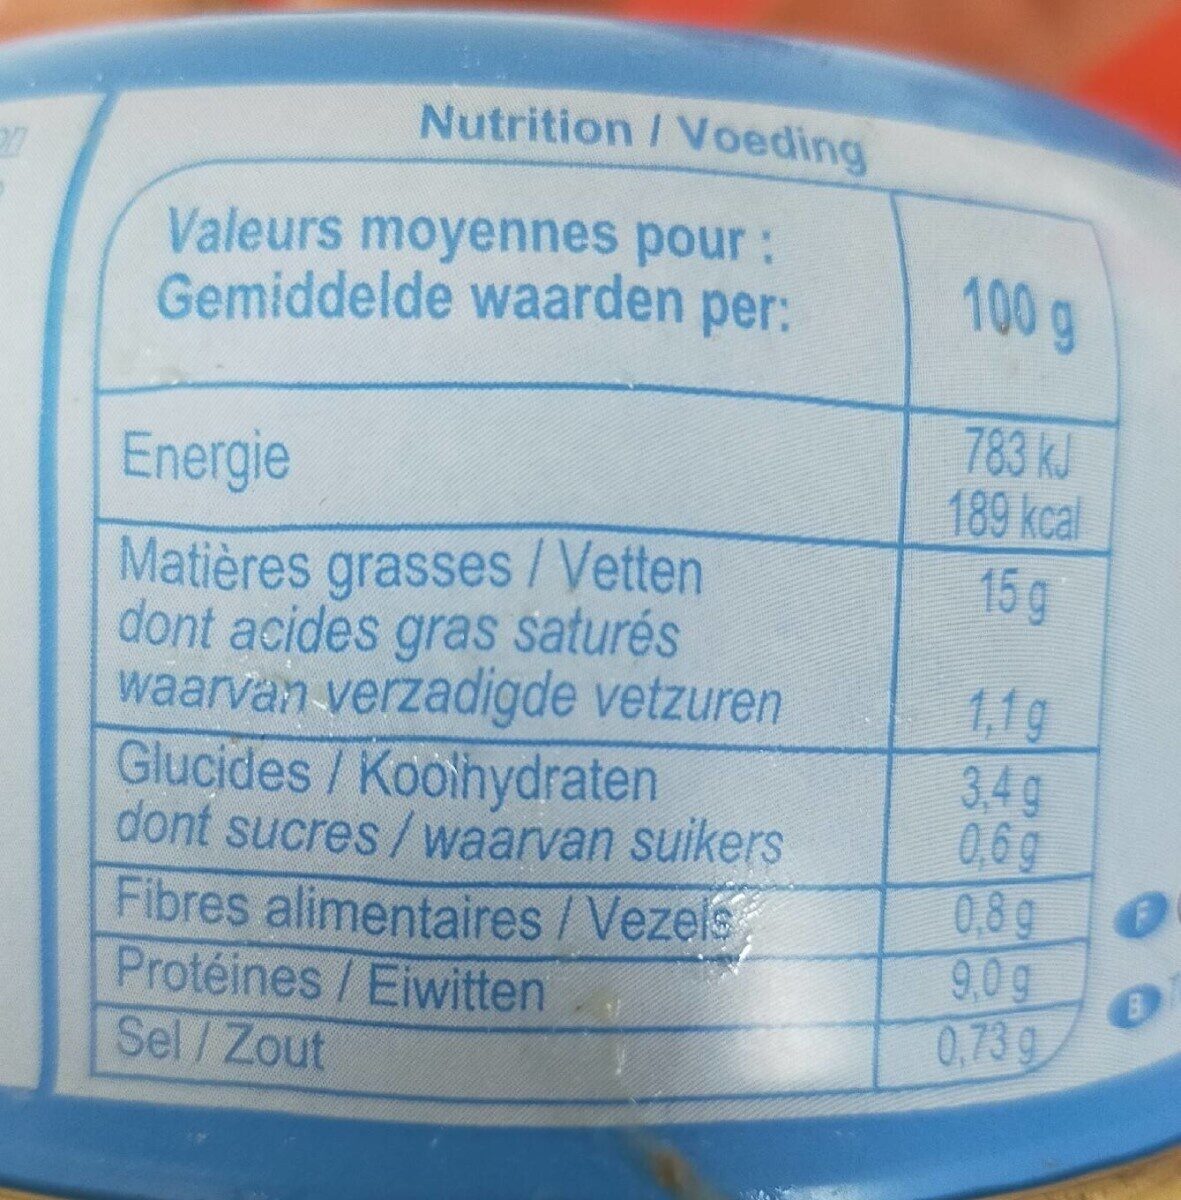 Nutrition / Voeding
Valeurs moyennes pour :
Gemiddelde waarden per:
100 g
Energie
783 kJ
189 kcal
Matières grasses / Vetten
15 g
dont acides gras saturés
waarvan verzadigde vetzuren
1,1 g
Glucides / Koolhydraten
3,4 g
dont sucres / waarvan suikers
0,6 g
Fibres alimentaires / Vezels
0,8 g
Protéines / Eiwitten
9,0 g
Sel / Zout
0,73 g
F
B